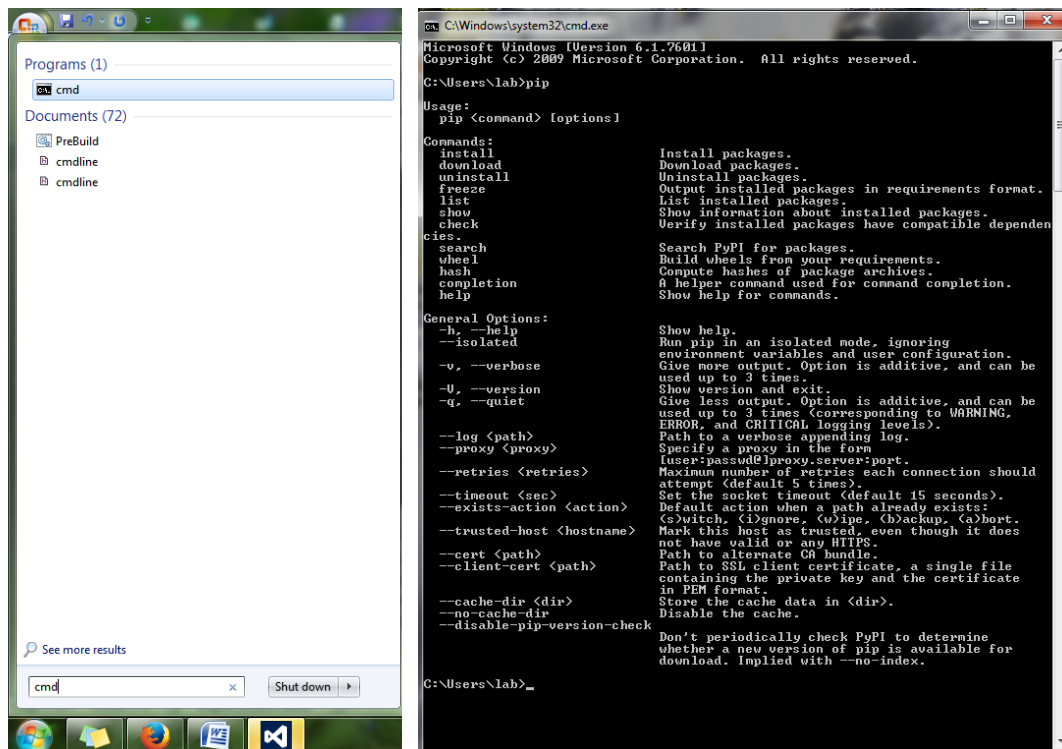 Programs (1)
cmd
Documents (72)
PreBuild
cmdline
cmdline
See more results
cmd
Shut down
C:\Windows\system32\cmd.exe
Microsoft Windows [Version 6.1.7601]
Copyright (c) 2009 Microsoft Corporation.  All rights reserved.
C:\Users\lab>pip
Usage:
  pip <command> [options]
Commands:
  install                     Install packages.
  download                    Download packages.
  uninstall                   Uninstall packages.
  freeze                      Output installed packages in requirements format.
  list                        List installed packages.
  show                        Show information about installed packages.
  check                       Verify installed packages have compatible dependen
cies.
  search                      Search PyPI for packages.
  wheel                       Build wheels from your requirements.
  hash                        Compute hashes of package archives.
  completion                  A helper command used for command completion.
  help                        Show help for commands.
General Options:
  -h, --help                  Show help.
  --isolated                  Run pip in an isolated mode, ignoring
                              environment variables and user configuration.
  -v, --verbose               Give more output. Option is additive, and can be
                              used up to 3 times.
  -V, --version               Show version and exit.
  -q, --quiet                 Give less output. Option is additive, and can be
                              used up to 3 times (corresponding to WARNING,
                              ERROR, and CRITICAL logging levels).
  --log <path>                Path to a verbose appending log.
  --proxy <proxy>             Specify a proxy in the form
                              [user:passwd@]proxy.server:port.
  --retries <retries>         Maximum number of retries each connection should
                              attempt (default 5 times).
  --timeout <sec>             Set the socket timeout (default 15 seconds).
  --exists-action <action>    Default action when a path already exists:
                              (s)witch, (i)gnore, (w)ipe, (b)ackup, (a)bort.
  --trusted-host <hostname>   Mark this host as trusted, even though it does
                              not have valid or any HTTPS.
  --cert <path>               Path to alternate CA bundle.
  --client-cert <path>        Path to SSL client certificate, a single file
                              containing the private key and the certificate
                              in PEM format.
  --cache-dir <dir>           Store the cache data in <dir>.
  --no-cache-dir              Disable the cache.
  --disable-pip-version-check
                              Don't periodically check PyPI to determine
                              whether a new version of pip is available for
                              download. Implied with --no-index.
C:\Users\lab>_